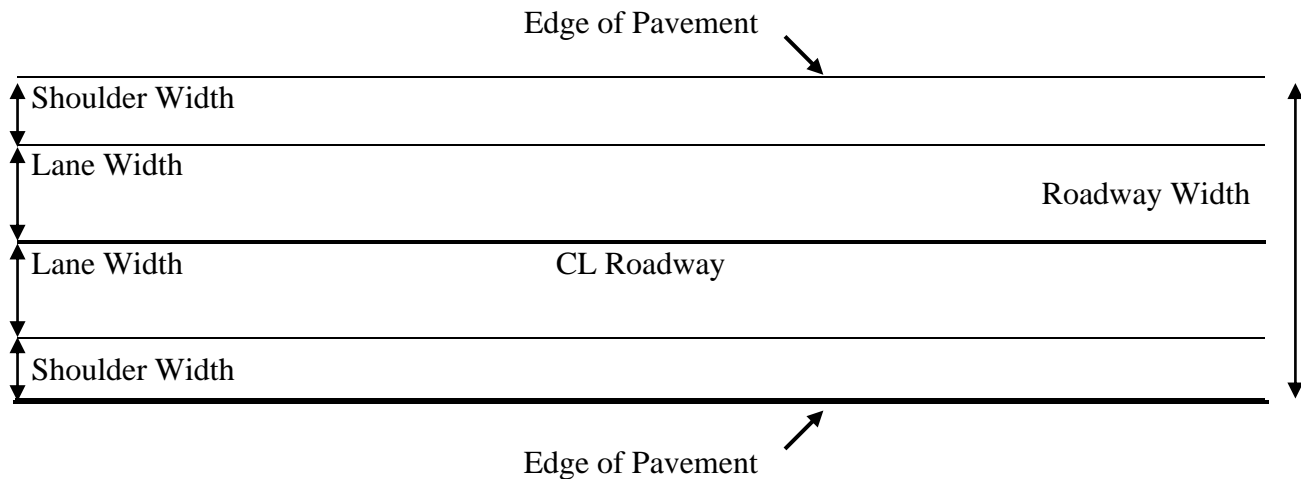 Edge of Pavement
Shoulder Width
Lane Width
Roadway Width
Lane Width
CL Roadway
Shoulder Width
Edge of Pavement